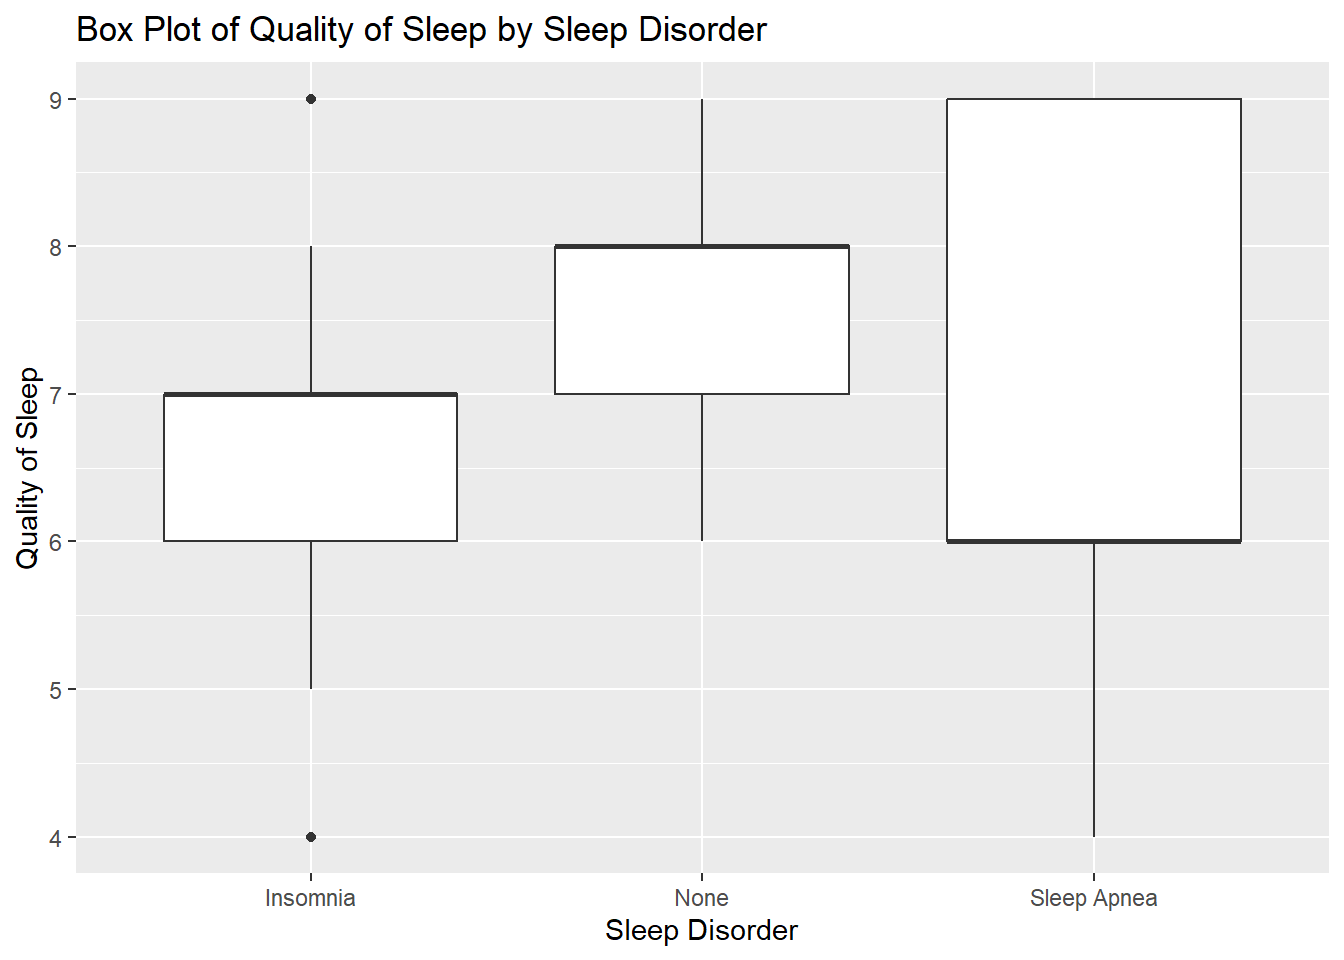 Box Plot of Quality of Sleep by Sleep Disorder
Quality of Sleep
9
8
7
6
5
4
Insomnia
None
Sleep Apnea
Sleep Disorder